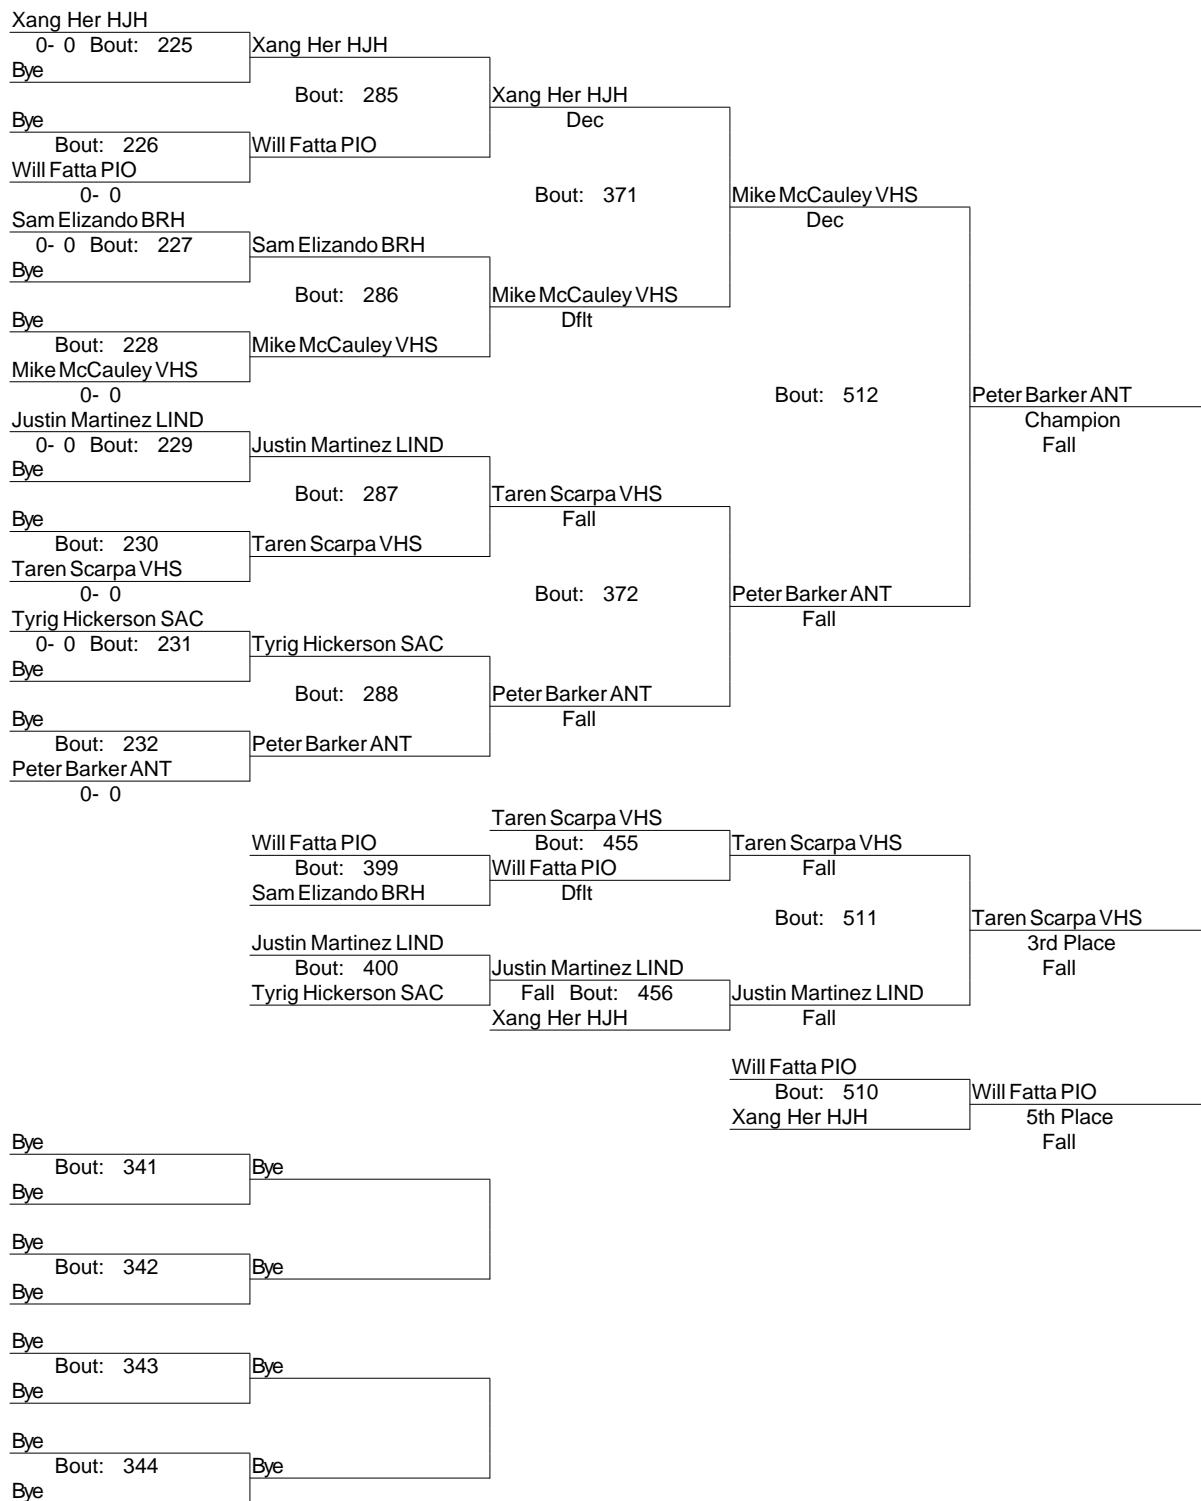 Xang Her HJH
0- 0 Bout: 225 Xang Her HJH
Bye
Bout: 285 Xang Her HJH
Bye Dec
Bout: 226 Will Fatta PIO
Will Fatta PIO
0- 0 Bout: 371 Mike McCauley VHS
Sam Elizando BRH Dec
0- 0 Bout: 227 Sam Elizando BRH
Bye
Bout: 286 Mike McCauley VHS
Bye Dflt
Bout: 228 Mike McCauley VHS
Mike McCauley VHS
0- 0 Bout: 512 Peter Barker ANT
Justin Martinez LIND Champion
0- 0 Bout: 229 Justin Martinez LIND Fall
Bye
Bout: 287 Taren Scarpa VHS
Bye Fall
Bout: 230 Taren Scarpa VHS
Taren Scarpa VHS
0- 0 Bout: 372 Peter Barker ANT
Tyrig Hickerson SAC Fall
0- 0 Bout: 231 Tyrig Hickerson SAC
Bye
Bout: 288 Peter Barker ANT
Bye Fall
Bout: 232 Peter Barker ANT
Peter Barker ANT
0- 0
Taren Scarpa VHS
Will Fatta PIO Bout: 455 Taren Scarpa VHS
Bout: 399 Will Fatta PIO Fall
Sam Elizando BRH Dflt
Bout: 511 Taren Scarpa VHS
Justin Martinez LIND 3rd Place
Bout: 400 Justin Martinez LIND Fall
Tyrig Hickerson SAC Fall Bout: 456 Justin Martinez LIND
Xang Her HJH Fall
Will Fatta PIO
Bout: 510 Will Fatta PIO
Xang Her HJH 5th Place
Bye Fall
Bout: 341 Bye
Bye
Bye
Bout: 342 Bye
Bye
Bye
Bout: 343 Bye
Bye
Bye
Bout: 344 Bye
Bye